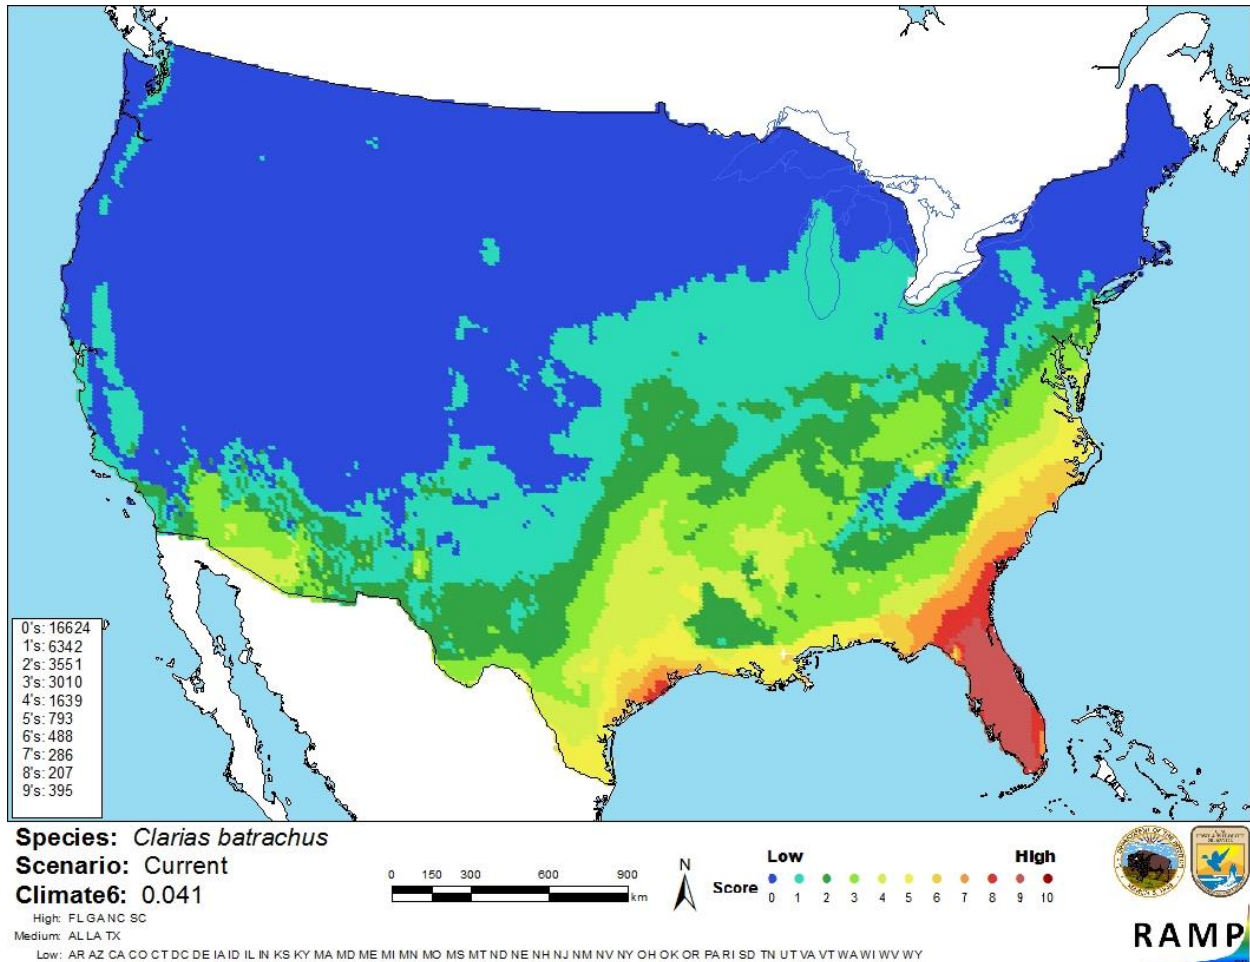 0's: 16624
1's: 6342
2's: 3551
3's: 3010
4's: 1639
5's: 793
6's: 488
7's: 286
8's: 207
9's: 395
Species: Clarias batrachus
Scenario: Current
Climate6: 0.041
High: FL GA NC SC
Medium: AL LA TX
Low: AR AZ CA CO CT DC DE IA ID IL IN KS KY MA MD ME MI MN MO MS MT ND NE NH NJ NM NV NY OH OK OR PA RI SD TN UT VA VT WA WI WV WY
0 150 300 600 900
km
N
Low High
Score
0 1 2 3 4 5 6 7 8 9 10
RAMP